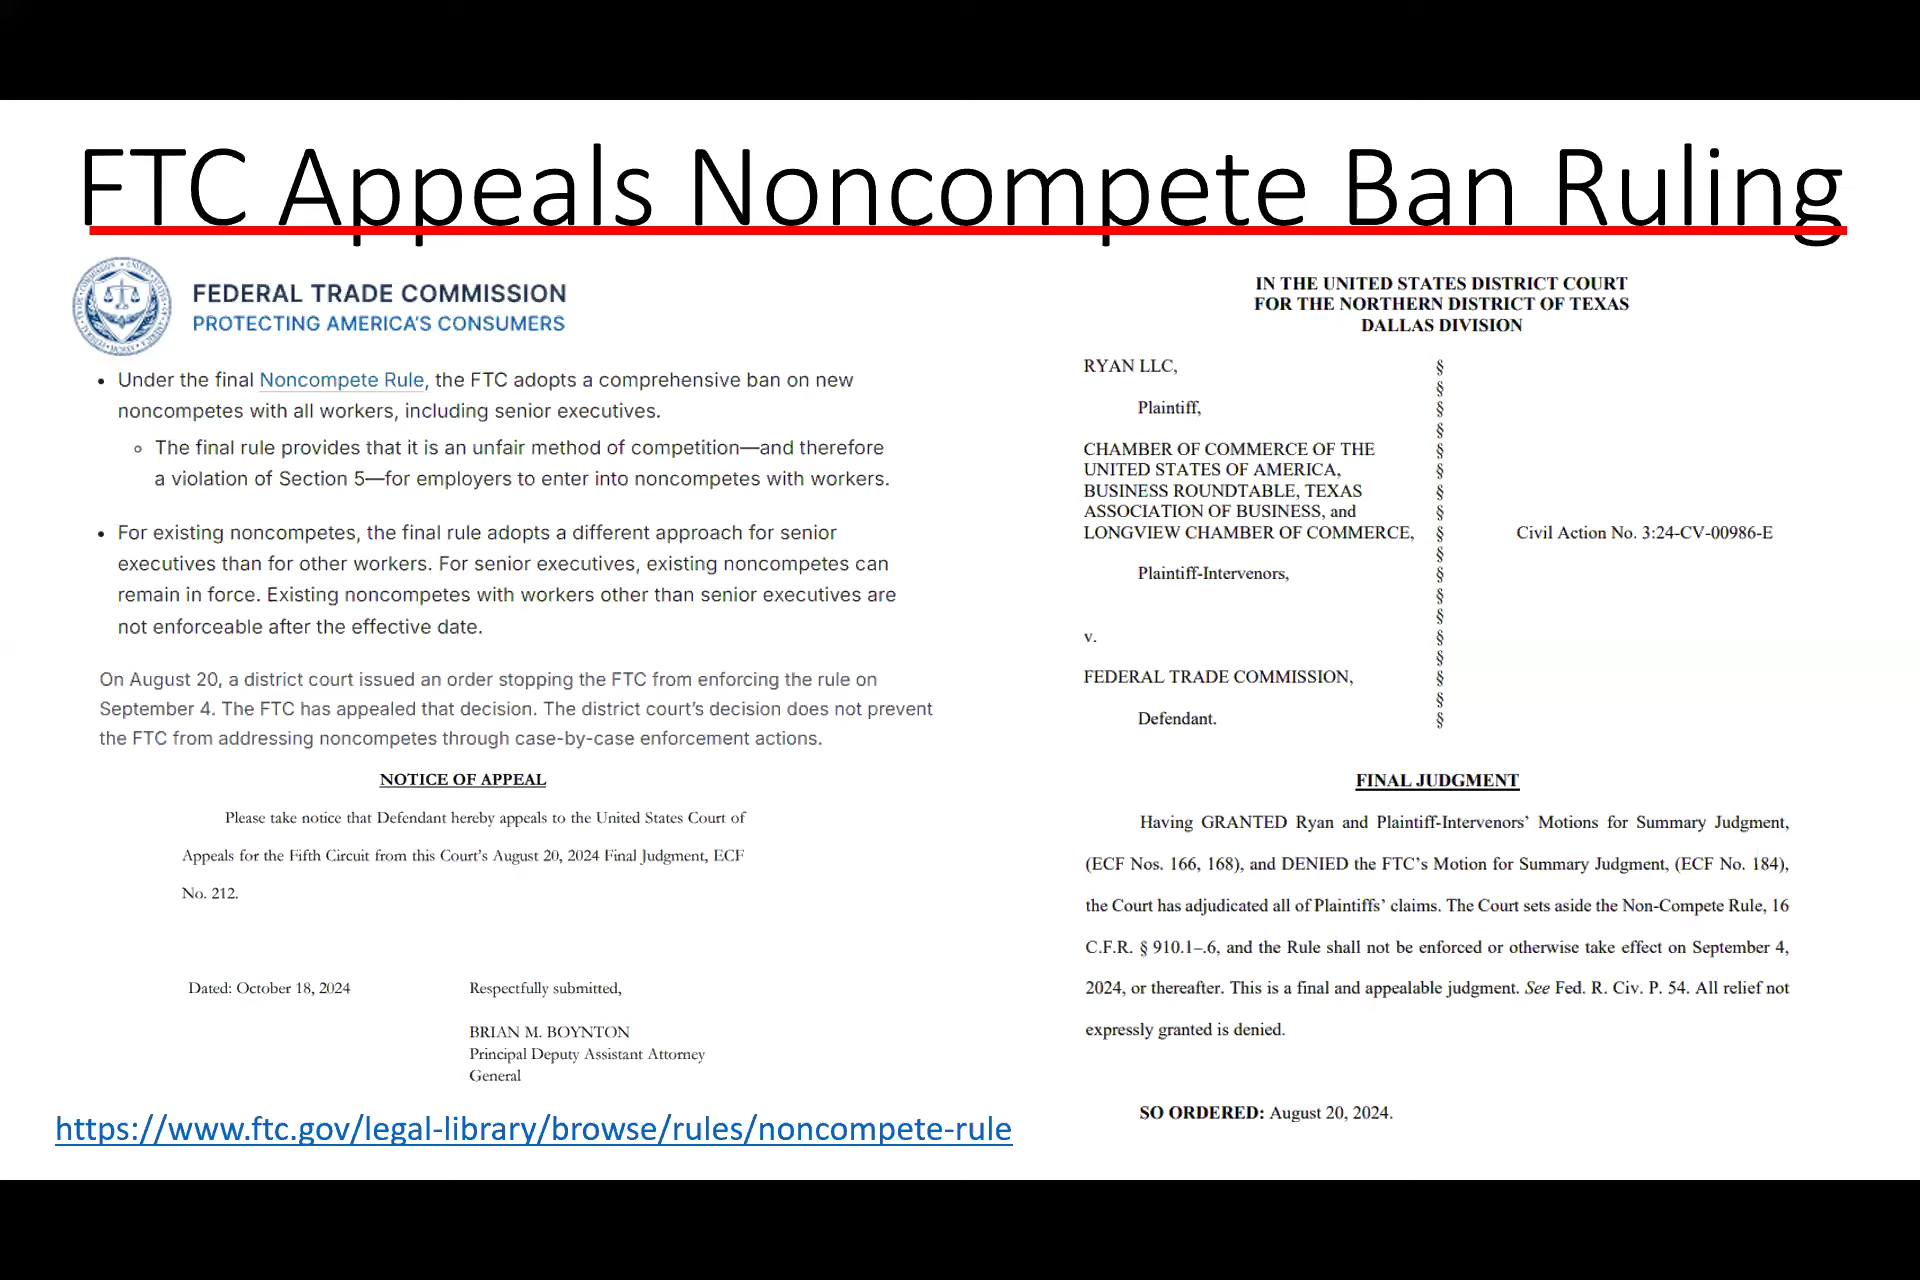 FTC Appeals Noncompete Ban Ruling
FEDERAL TRADE COMMISSION
PROTECTING AMERICA'S CONSUMERS
• Under the final Noncompete Rule, the FTC adopts a comprehensive ban on new
noncompetes with all workers, including senior executives.
◦ The final rule provides that it is an unfair method of competition—and therefore
a violation of Section 5—for employers to enter into noncompetes with workers.
• For existing noncompetes, the final rule adopts a different approach for senior
executives than for other workers. For senior executives, existing noncompetes can
remain in force. Existing noncompetes with workers other than senior executives are
not enforceable after the effective date.
On August 20, a district court issued an order stopping the FTC from enforcing the rule on
September 4. The FTC has appealed that decision. The district court's decision does not prevent
the FTC from addressing noncompetes through case-by-case enforcement actions.
NOTICE OF APPEAL
Please take notice that Defendant hereby appeals to the United States Court of
Appeals for the Fifth Circuit from this Court's August 20, 2024 Final Judgment, ECF
No. 212.
Dated: October 18, 2024
Respectfully submitted,
BRIAN M. BOYNTON
Principal Deputy Assistant Attorney
General
https://www.ftc.gov/legal-library/browse/rules/noncompete-rule
IN THE UNITED STATES DISTRICT COURT
FOR THE NORTHERN DISTRICT OF TEXAS
DALLAS DIVISION
RYAN LLC, §
§
Plaintiff, §
§
CHAMBER OF COMMERCE OF THE §
UNITED STATES OF AMERICA, §
BUSINESS ROUNDTABLE, TEXAS §
ASSOCIATION OF BUSINESS, and §
LONGVIEW CHAMBER OF COMMERCE, § Civil Action No. 3:24-CV-00986-E
§
Plaintiff-Intervenors, §
§
§
v. §
§
FEDERAL TRADE COMMISSION, §
§
Defendant. §
FINAL JUDGMENT
Having GRANTED Ryan and Plaintiff-Intervenors' Motions for Summary Judgment,
(ECF Nos. 166, 168), and DENIED the FTC's Motion for Summary Judgment, (ECF No. 184),
the Court has adjudicated all of Plaintiffs' claims. The Court sets aside the Non-Compete Rule, 16
C.F.R. § 910.1–.6, and the Rule shall not be enforced or otherwise take effect on September 4,
2024, or thereafter. This is a final and appealable judgment. See Fed. R. Civ. P. 54. All relief not
expressly granted is denied.
SO ORDERED: August 20, 2024.